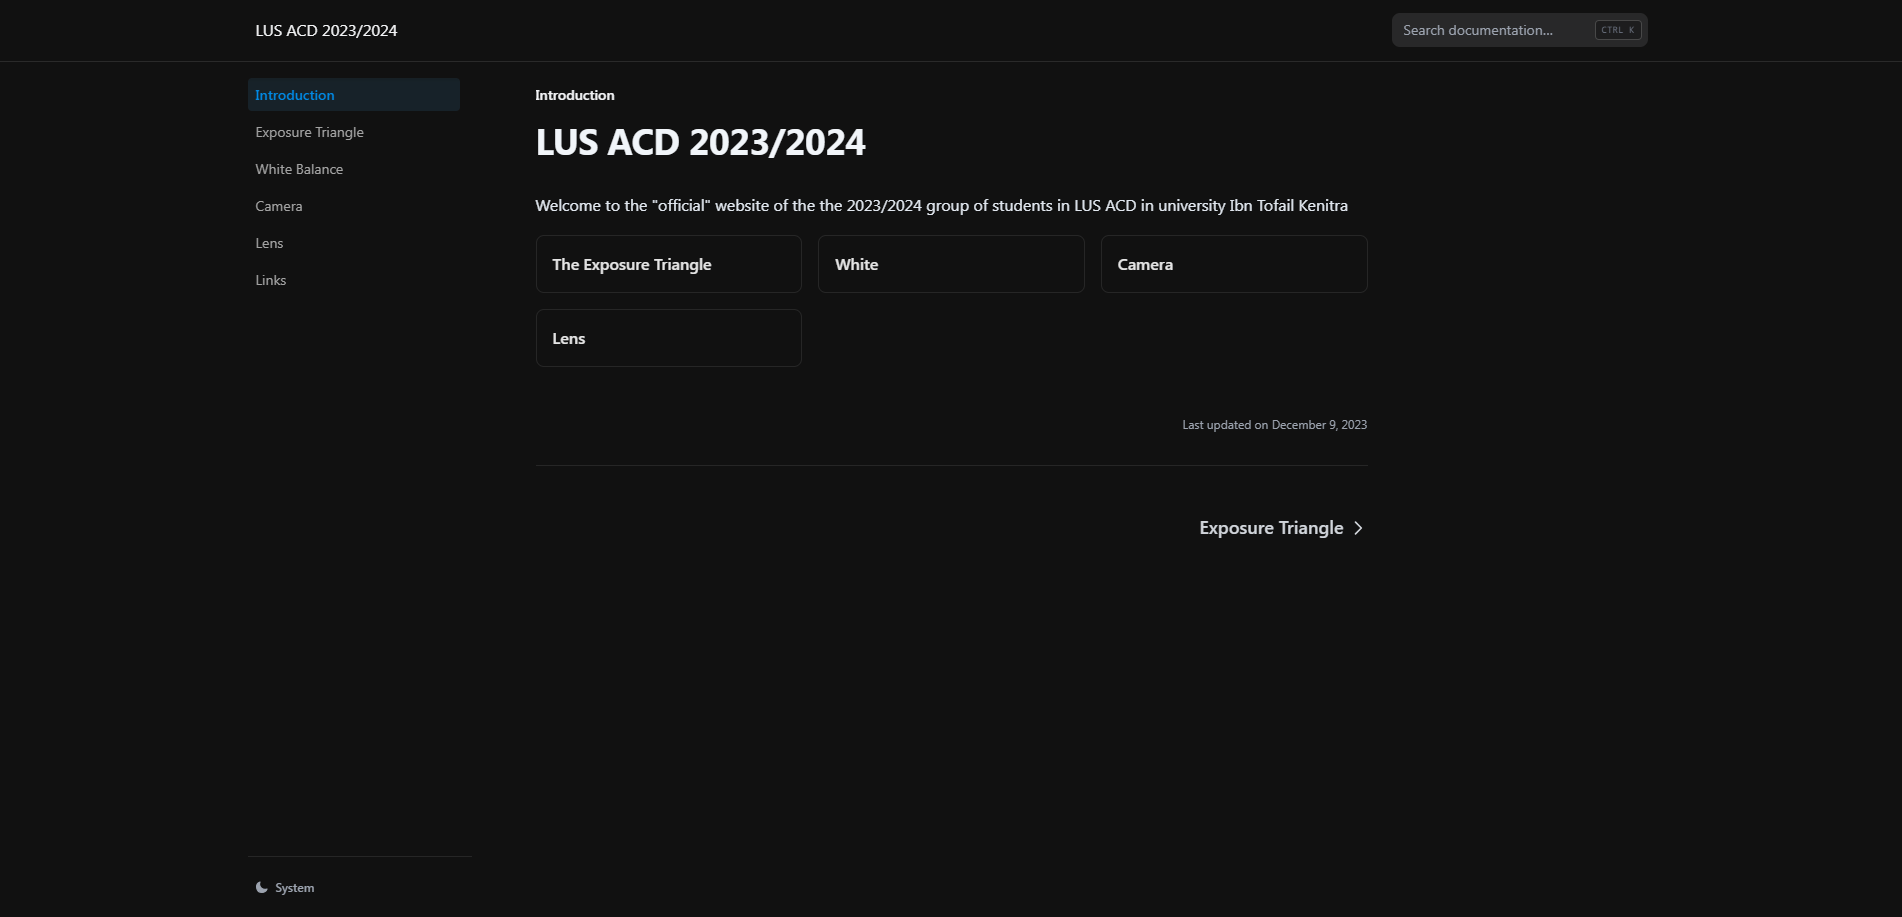 LUS ACD 2023/2024
Search documentation...
CTRL K
Introduction
Exposure Triangle
White Balance
Camera
Lens
Links
System
Introduction
LUS ACD 2023/2024
Welcome to the "official" website of the the 2023/2024 group of students in LUS ACD in university Ibn Tofail Kenitra
The Exposure Triangle
White
Camera
Lens
Last updated on December 9, 2023
Exposure Triangle